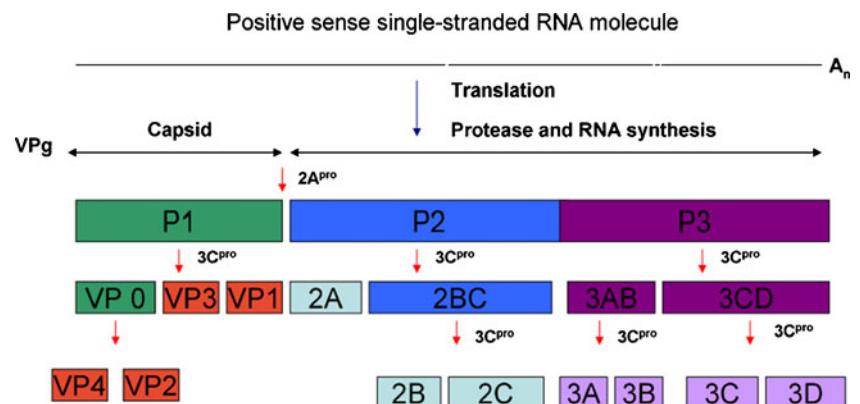 Positive sense single-stranded RNA molecule
Aₙ
Translation
Capsid
Protease and RNA synthesis
VPg
2Aᵖʳᵒ
P1 P2 P3
3Cᵖʳᵒ 3Cᵖʳᵒ 3Cᵖʳᵒ
VP 0 VP3 VP1 2A 2BC 3AB 3CD
3Cᵖʳᵒ 3Cᵖʳᵒ 3Cᵖʳᵒ
VP4 VP2 2B 2C 3A 3B 3C 3D